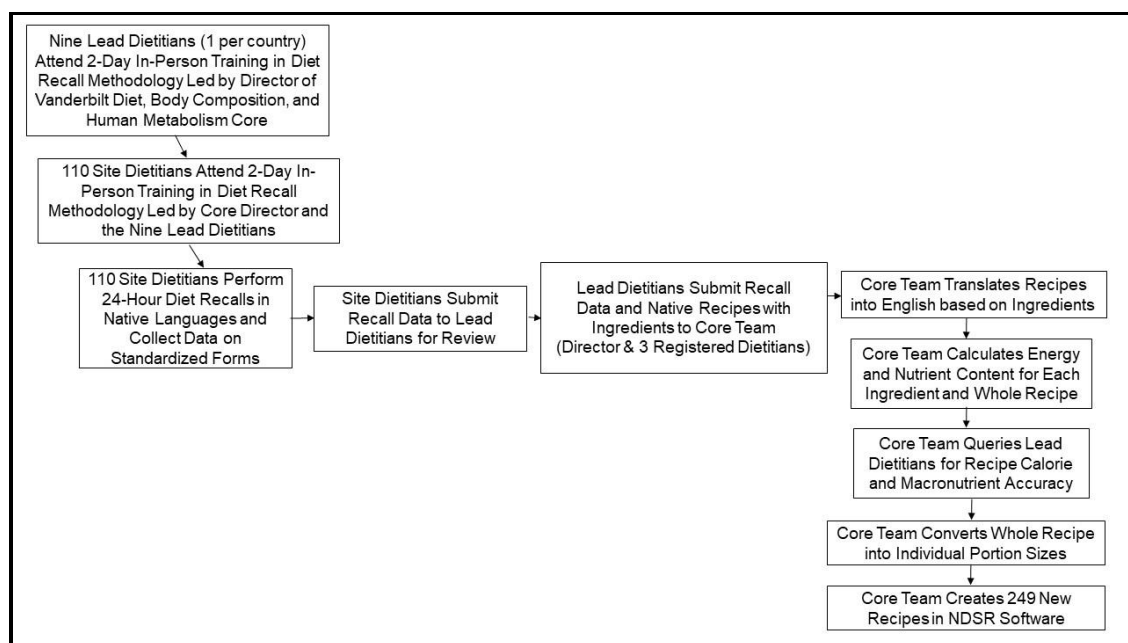 Nine Lead Dietitians (1 per country)
Attend 2-Day In-Person Training in Diet
Recall Methodology Led by Director of
Vanderbilt Diet, Body Composition, and
Human Metabolism Core
110 Site Dietitians Attend 2-Day In-
Person Training in Diet Recall
Methodology Led by Core Director and
the Nine Lead Dietitians
110 Site Dietitians Perform
24-Hour Diet Recalls in
Native Languages and
Collect Data on
Standardized Forms
Site Dietitians Submit
Recall Data to Lead
Dietitians for Review
Lead Dietitians Submit Recall
Data and Native Recipes with
Ingredients to Core Team
(Director & 3 Registered Dietitians)
Core Team Translates Recipes
into English based on Ingredients
Core Team Calculates Energy
and Nutrient Content for Each
Ingredient and Whole Recipe
Core Team Queries Lead
Dietitians for Recipe Calorie
and Macronutrient Accuracy
Core Team Converts Whole Recipe
into Individual Portion Sizes
Core Team Creates 249 New
Recipes in NDSR Software